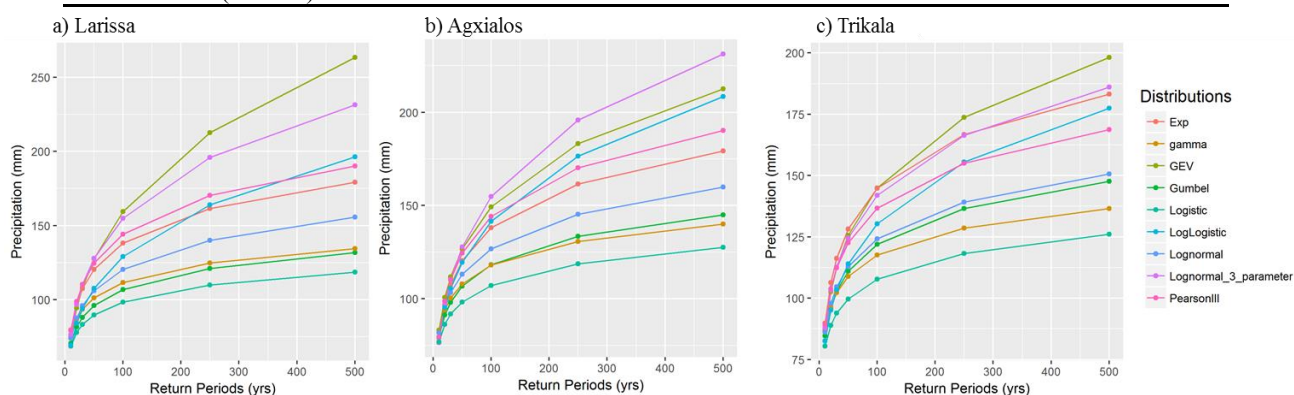 a) Larissa
b) Agxialos
c) Trikala
Precipitation (mm)
250
200
150
100
0
100
200
300
400
500
Return Periods (yrs)
Precipitation (mm)
200
150
100
0
100
200
300
400
500
Return Periods (yrs)
Precipitation (mm)
200
175
150
125
100
75
0
100
200
300
400
500
Return Periods (yrs)
Distributions
Exp
gamma
GEV
Gumbel
Logistic
LogLogistic
Lognormal
Lognormal_3_parameter
PearsonIII